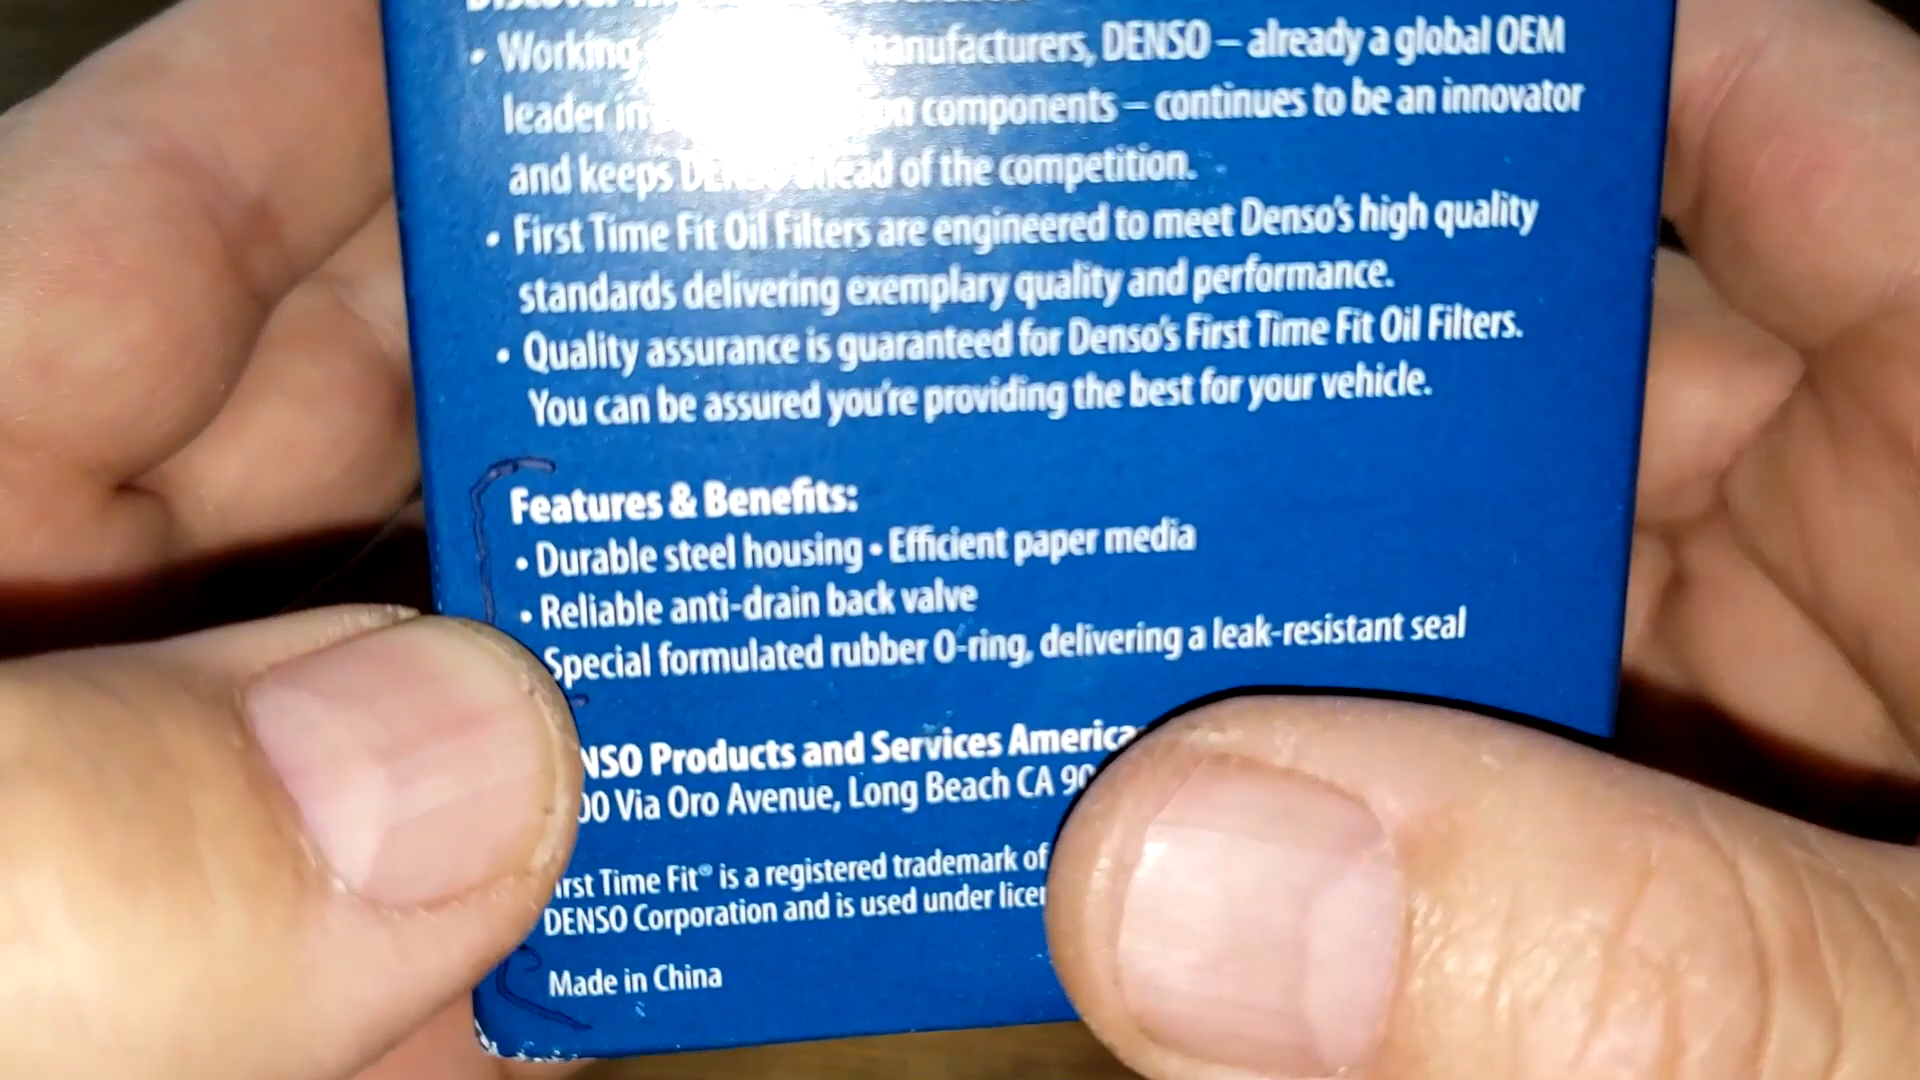 • Working manufacturers, DENSO – already a global OEM
leader in components – continues to be an innovator
and keeps DENSO ahead of the competition.
• First Time Fit Oil Filters are engineered to meet Denso's high quality
standards delivering exemplary quality and performance.
• Quality assurance is guaranteed for Denso's First Time Fit Oil Filters.
You can be assured you're providing the best for your vehicle.
Features & Benefits:
• Durable steel housing • Efficient paper media
• Reliable anti-drain back valve
Special formulated rubber O-ring, delivering a leak-resistant seal
NSO Products and Services America
00 Via Oro Avenue, Long Beach CA 90
irst Time Fit® is a registered trademark of
DENSO Corporation and is used under licen
Made in China